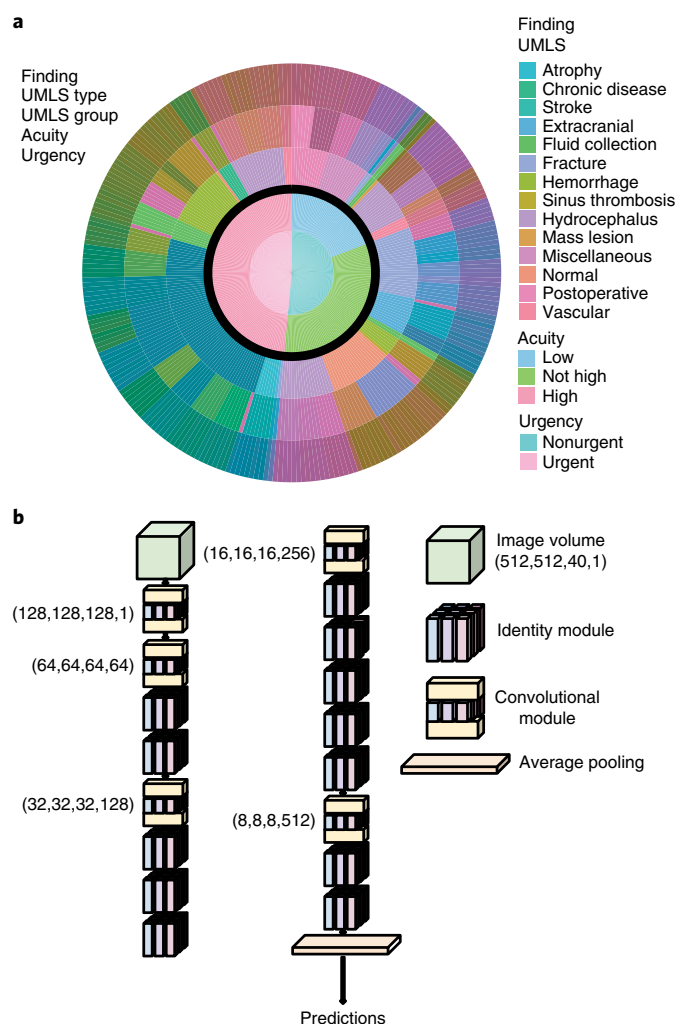 a
Finding
UMLS type
UMLS group
Acuity
Urgency
Finding
UMLS
Atrophy
Chronic disease
Stroke
Extracranial
Fluid collection
Fracture
Hemorrhage
Sinus thrombosis
Hydrocephalus
Mass lesion
Miscellaneous
Normal
Postoperative
Vascular
Acuity
Low
Not high
High
Urgency
Nonurgent
Urgent
b
(128,128,128,1)
(64,64,64,64)
(32,32,32,128)
(16,16,16,256)
(8,8,8,512)
Predictions
Image volume
(512,512,40,1)
Identity module
Convolutional
module
Average pooling